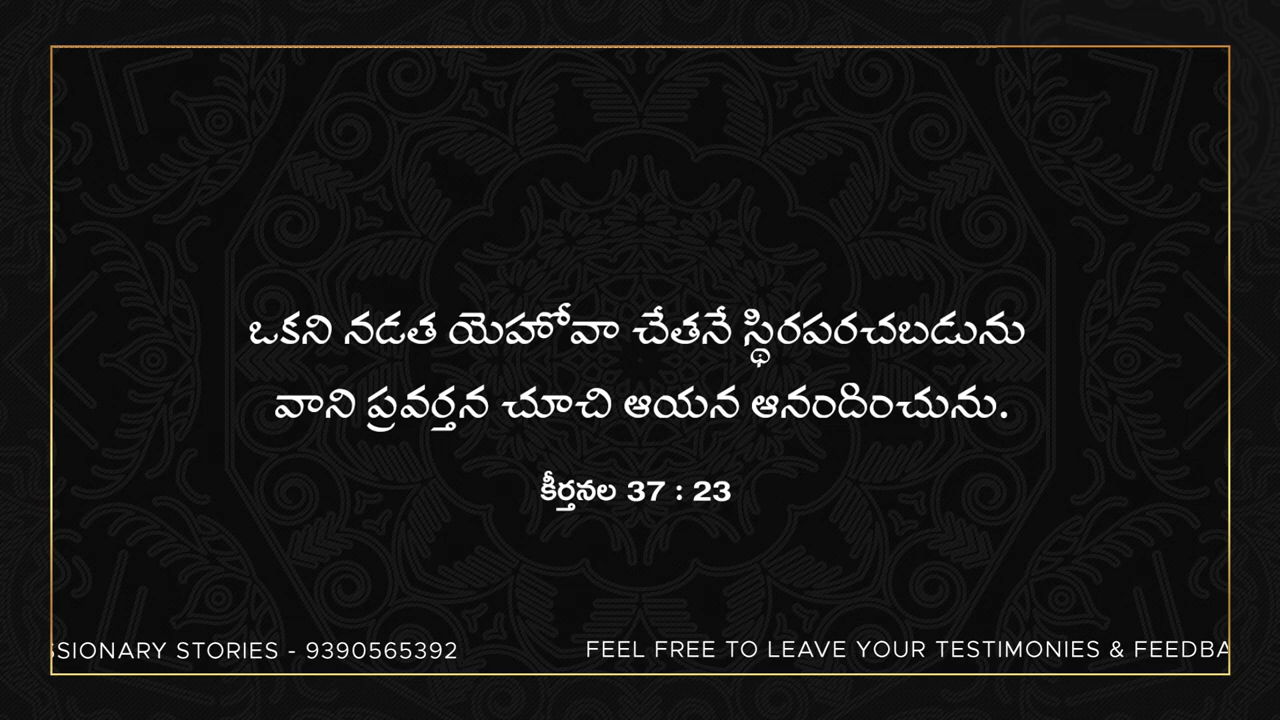 ఒకని నడత యెహోవా చేతనే స్థిరపరచబడును
వాని ప్రవర్తన చూచి ఆయన ఆనందించును.
కీర్తనల 37 : 23
SIONARY STORIES - 9390565392
FEEL FREE TO LEAVE YOUR TESTIMONIES & FEEDBA